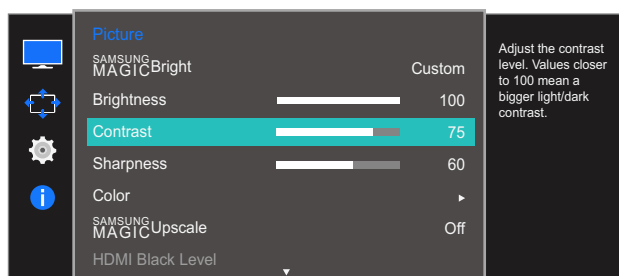 Picture
SAMSUNG
MAGICBright Custom
Brightness 100
Contrast 75
Sharpness 60
Color
SAMSUNG
MAGICUpscale Off
HDMI Black Level
Adjust the contrast
level. Values closer
to 100 mean a
bigger light/dark
contrast.